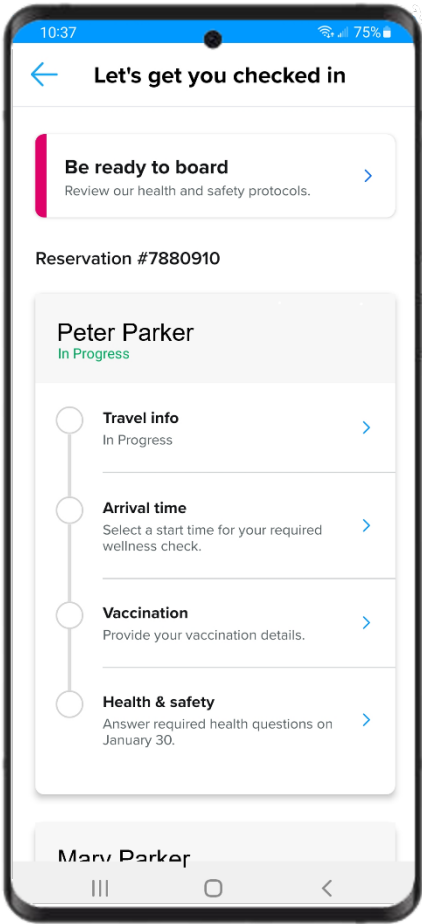 10:37
75%
Let's get you checked in
Be ready to board
Review our health and safety protocols.
Reservation #7880910
Peter Parker
In Progress
Travel info
In Progress
Arrival time
Select a start time for your required
wellness check.
Vaccination
Provide your vaccination details.
Health & safety
Answer required health questions on
January 30.
Mary Parker